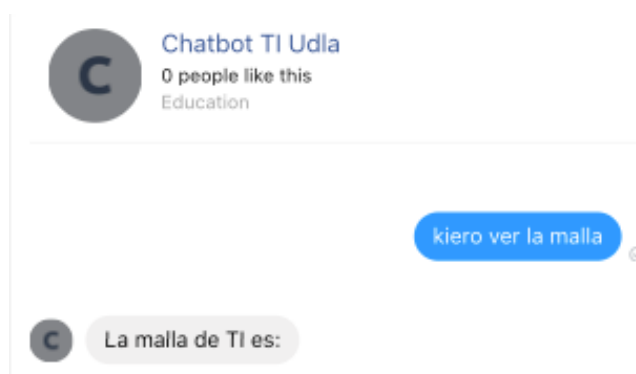 C
Chatbot TI Udla
0 people like this
Education
kiero ver la malla
C
La malla de TI es: